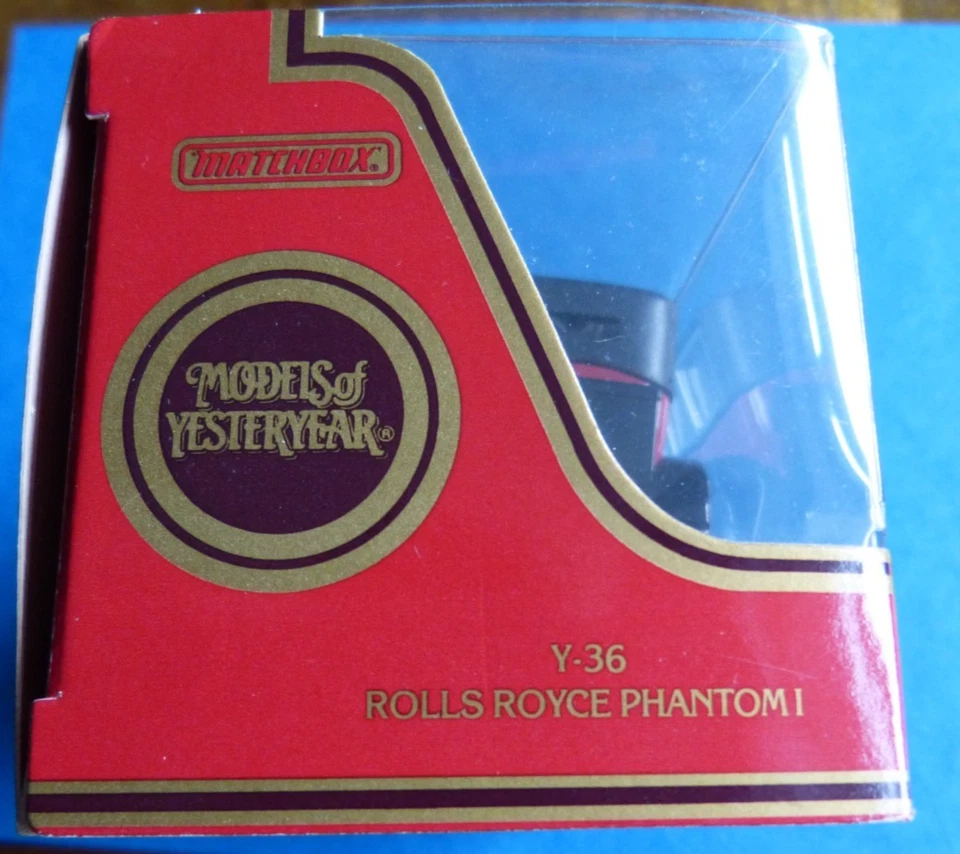 MATCHBOX®
MODELS of
YESTERYEAR®
Y-36
ROLLS ROYCE PHANTOM I